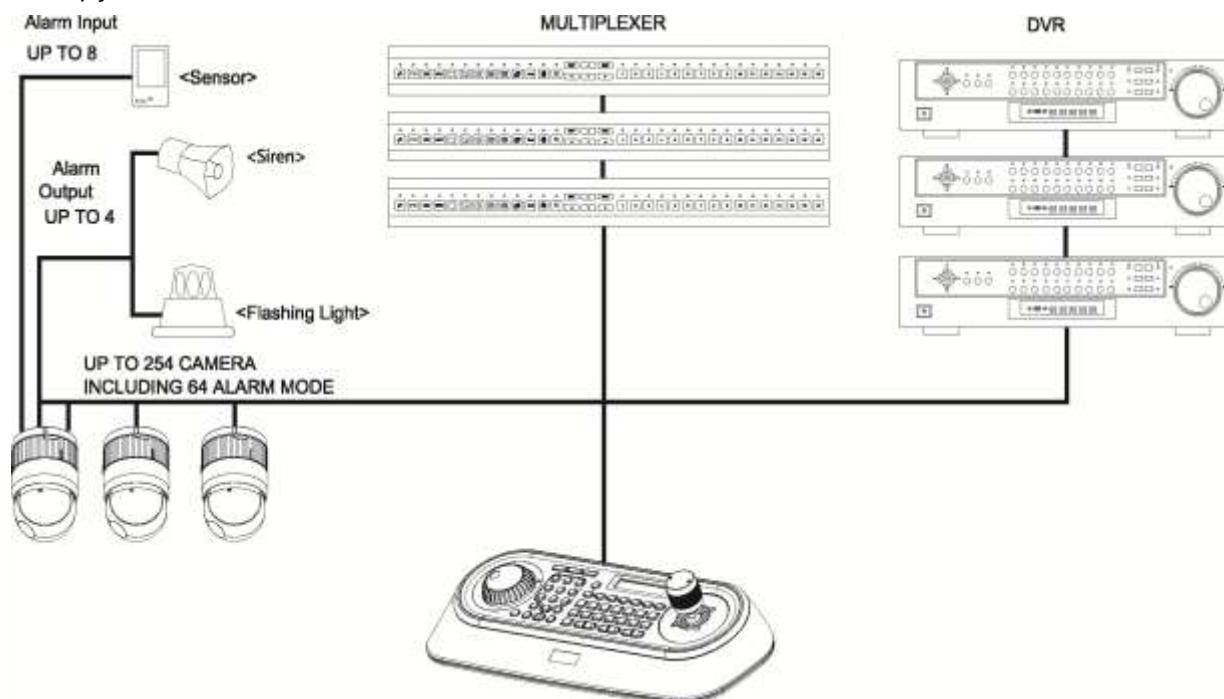 Alarm Input
UP TO 8
<Sensor>
MULTIPLEXER
DVR
<Siren>
Alarm
Output
UP TO 4
<Flashing Light>
UP TO 254 CAMERA
INCLUDING 64 ALARM MODE